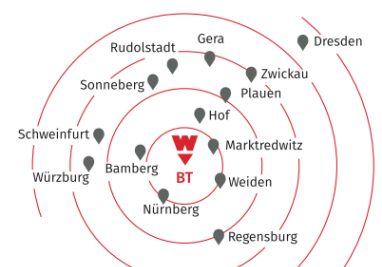 Gera
Dresden
Rudolstadt
Zwickau
Sonneberg
Plauen
Hof
Schweinfurt
Marktredwitz
W
Bamberg
BT
Würzburg
Weiden
Nürnberg
Regensburg